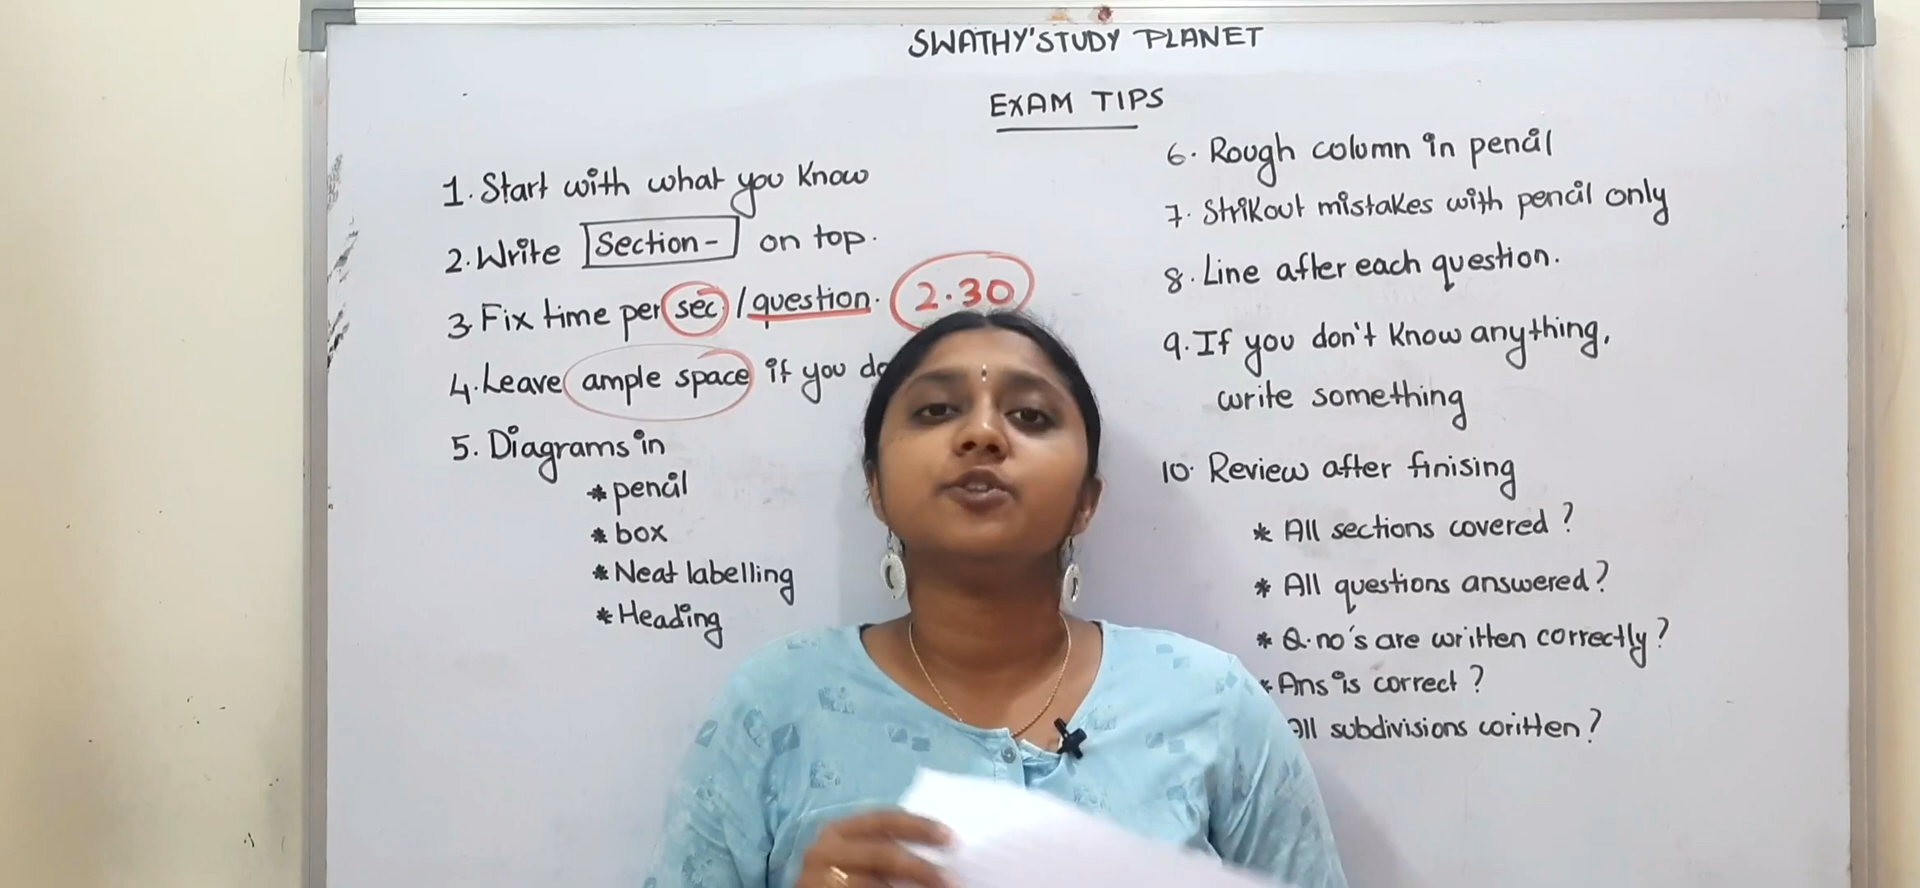 SWATHY'STUDY PLANET
EXAM TIPS
1. Start with what you know
2. Write Section - on top.
3 Fix time per sec / question. 2.30
4. Leave ample space if you
5. Diagrams in
* pencil
* box
* Neat labelling
* Heading
6. Rough column in pencil
7. Strikout mistakes with pencil only
8. Line after each question.
9. If you don't know anything,
write something
10. Review after finising
* All sections covered?
* All questions answered?
* Q.no's are written correctly?
* Ans is correct?
All subdivisions written?